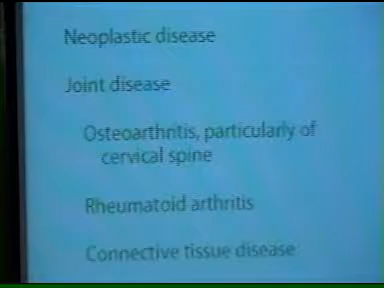 Neoplastic disease
Joint disease
Osteoarthritis, particularly of
cervical spine
Rheumatoid arthritis
Connective tissue disease